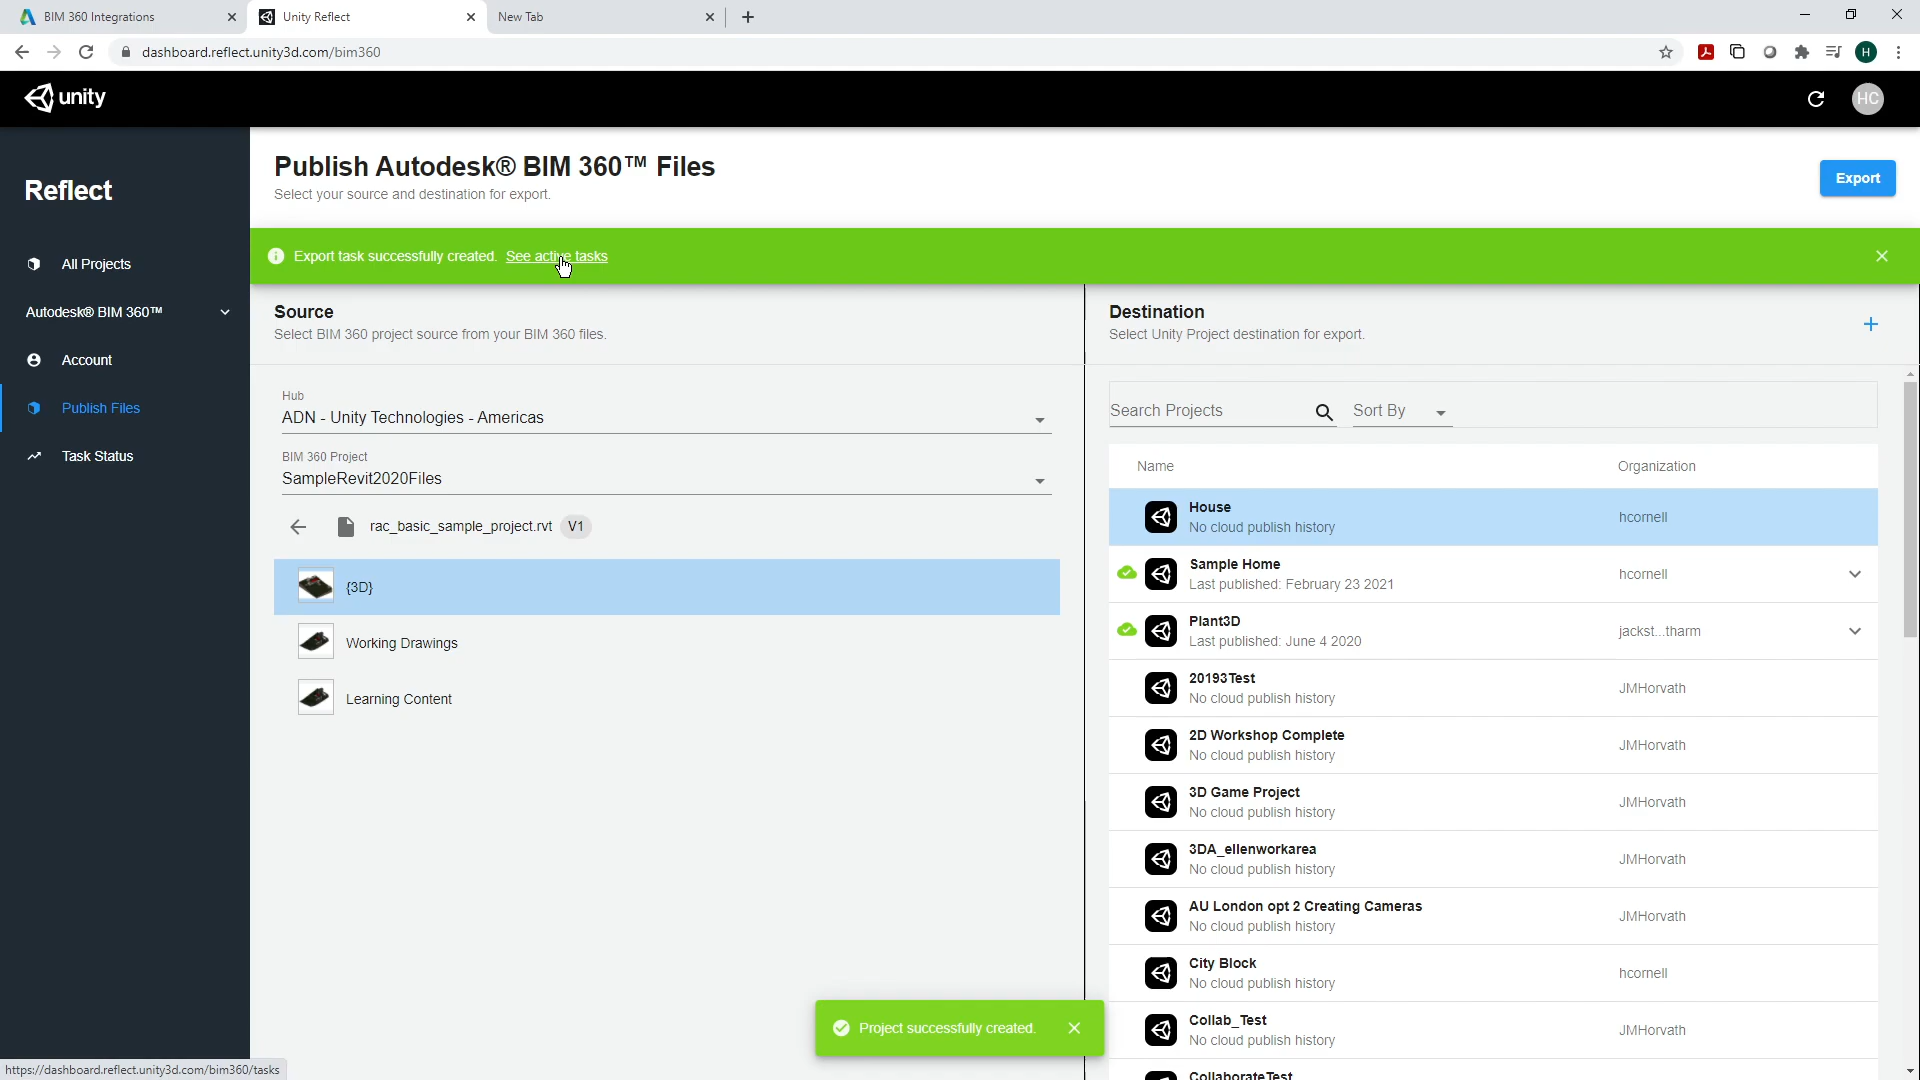 BIM 360 Integrations
Unity Reflect
New Tab
dashboard.reflect.unity3d.com/bim360
H
unity
HC
Reflect
All Projects
Autodesk® BIM 360™
Account
Publish Files
Task Status
Publish Autodesk® BIM 360™ Files
Select your source and destination for export.
Export
Export task successfully created. See active tasks
Source
Select BIM 360 project source from your BIM 360 files.
Hub
ADN - Unity Technologies - Americas
BIM 360 Project
SampleRevit2020Files
rac_basic_sample_project.rvt V1
{3D}
Working Drawings
Learning Content
Destination
Select Unity Project destination for export.
Search Projects
Sort By
Name Organization
House
No cloud publish history
hcornell
Sample Home
Last published: February 23 2021
hcornell
Plant3D
Last published: June 4 2020
jackst...tharm
20193Test
No cloud publish history
JMHorvath
2D Workshop Complete
No cloud publish history
JMHorvath
3D Game Project
No cloud publish history
JMHorvath
3DA_ellenworkarea
No cloud publish history
JMHorvath
AU London opt 2 Creating Cameras
No cloud publish history
JMHorvath
City Block
No cloud publish history
hcornell
Collab_Test
No cloud publish history
JMHorvath
CollaborateTest
Project successfully created.
https://dashboard.reflect.unity3d.com/bim360/tasks